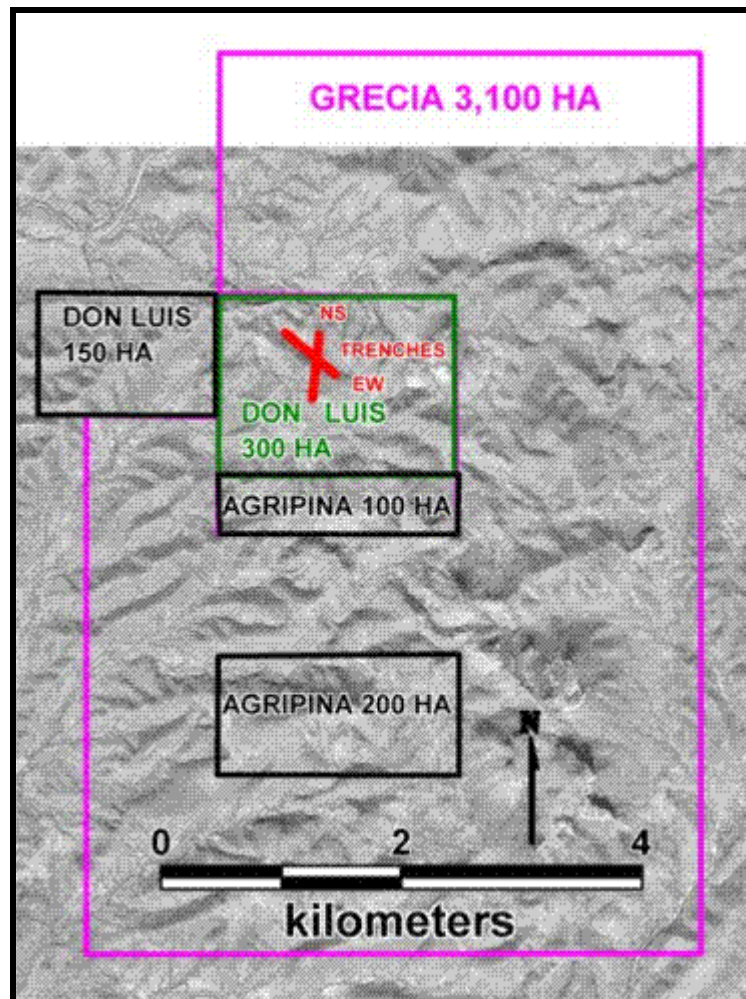 GRECIA 3,100 HA
DON LUIS
150 HA
NS
TRENCHES
EW
DON LUIS
300 HA
AGRIPINA 100 HA
AGRIPINA 200 HA
N
0 2 4
kilometers